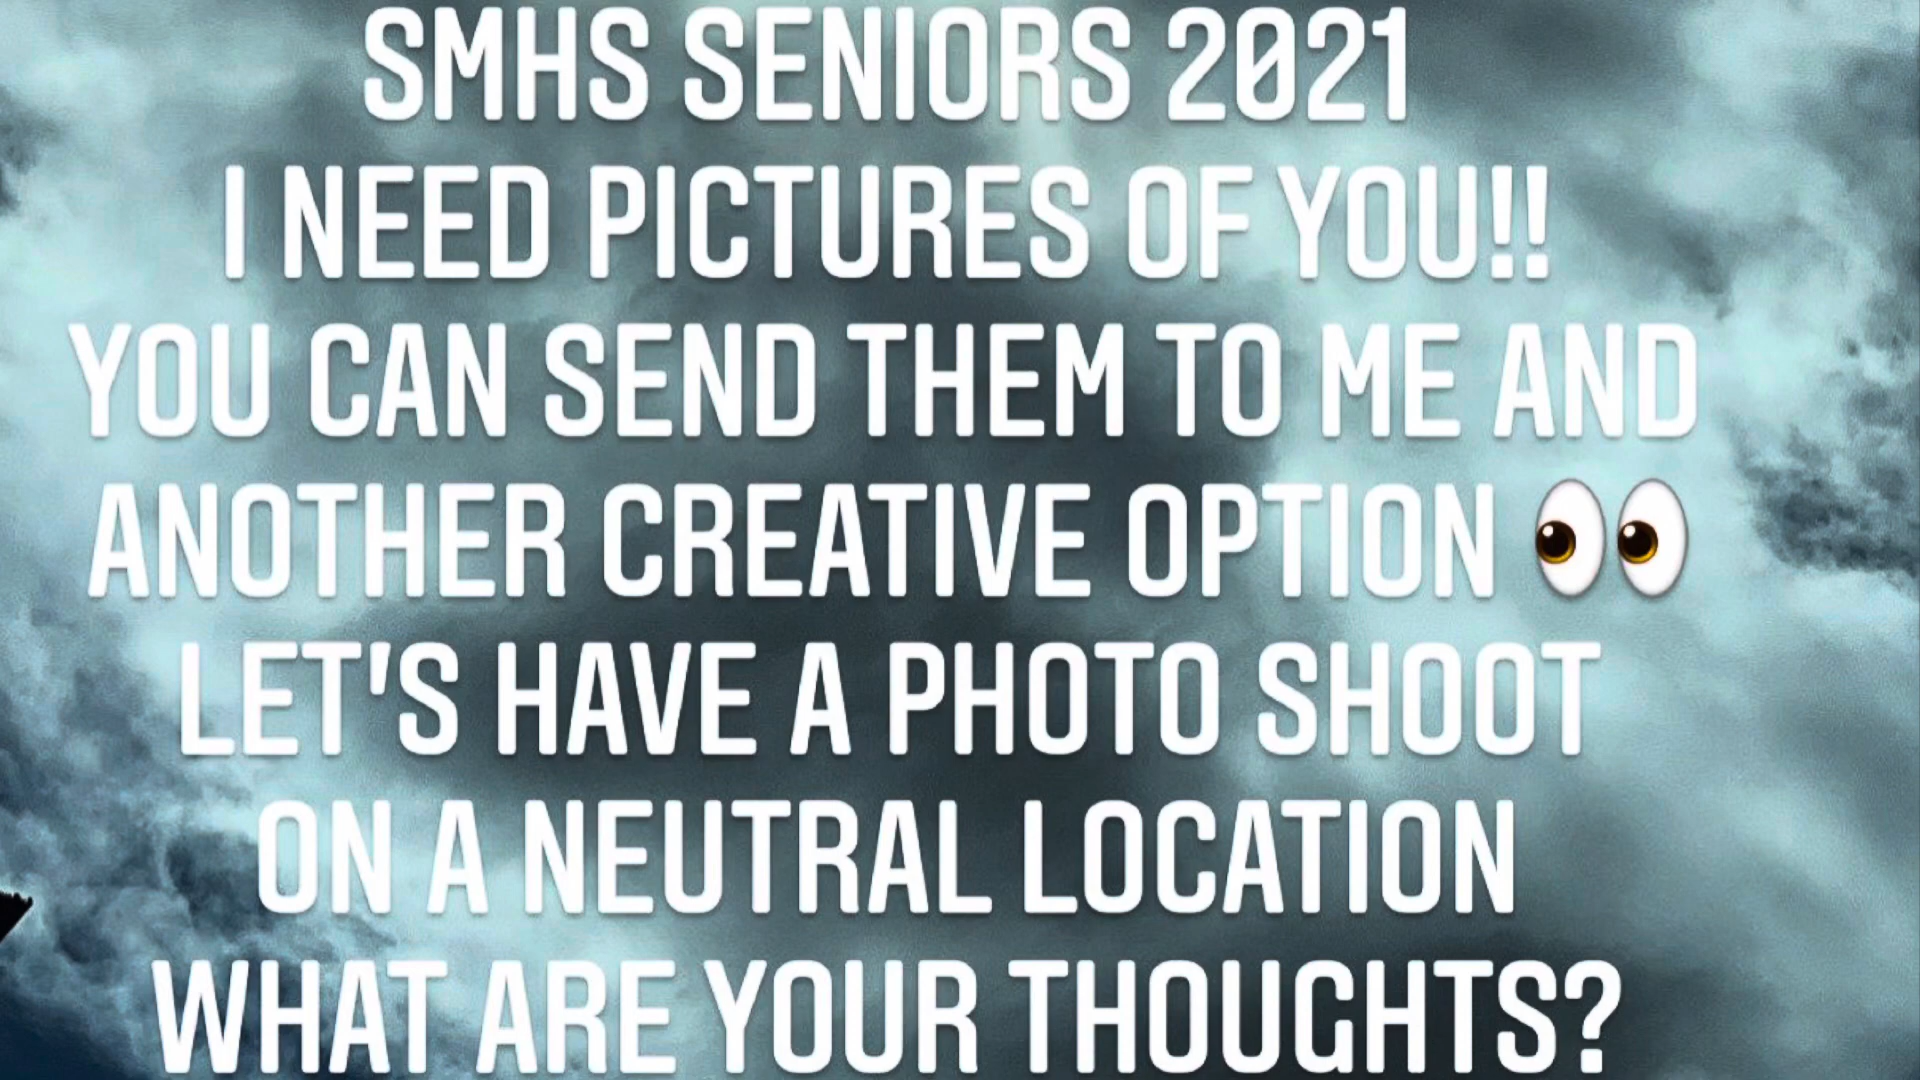 SMHS SENIORS 2021
I NEED PICTURES OF YOU!!
YOU CAN SEND THEM TO ME AND
ANOTHER CREATIVE OPTION 👀
LET'S HAVE A PHOTO SHOOT
ON A NEUTRAL LOCATION
WHAT ARE YOUR THOUGHTS?